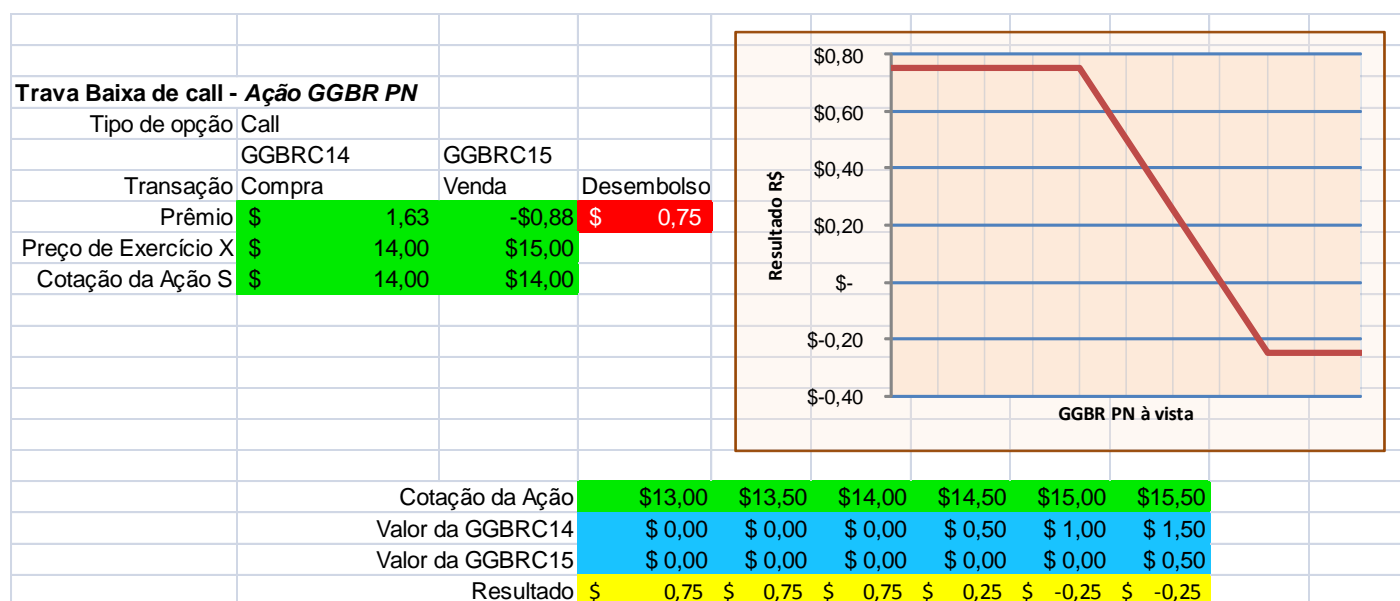 Trava Baixa de call - Ação GGBR PN
Tipo de opção Call
GGBRC14 GGBRC15
Transação Compra Venda Desembolso
Prêmio $ 1,63 -$0,88 $ 0,75
Preço de Exercício X $ 14,00 $15,00
Cotação da Ação S $ 14,00 $14,00
Resultado R$
$0,80
$0,60
$0,40
$0,20
$-
$-0,20
$-0,40
GGBR PN à vista
Cotação da Ação $13,00 $13,50 $14,00 $14,50 $15,00 $15,50
Valor da GGBRC14 $ 0,00 $ 0,00 $ 0,00 $ 0,50 $ 1,00 $ 1,50
Valor da GGBRC15 $ 0,00 $ 0,00 $ 0,00 $ 0,00 $ 0,00 $ 0,50
Resultado $ 0,75 $ 0,75 $ 0,75 $ 0,25 $ -0,25 $ -0,25